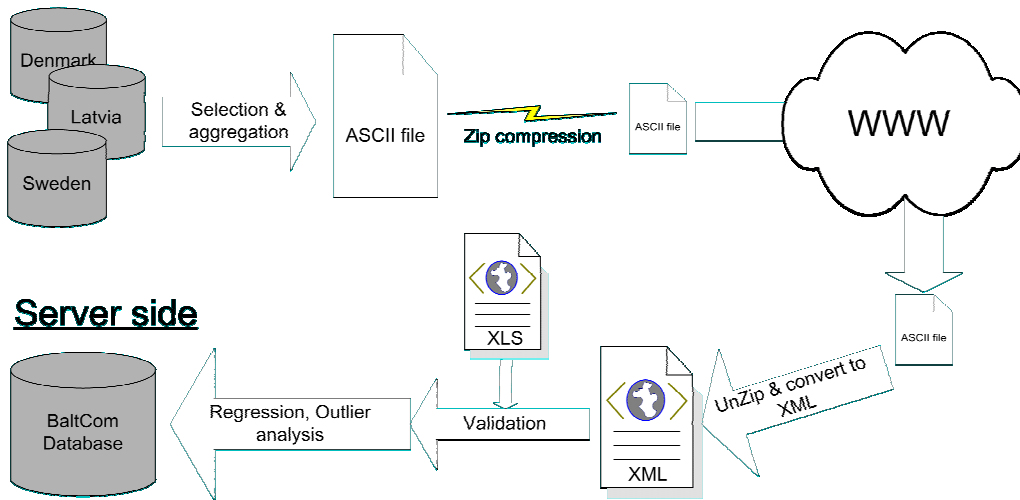 Denmark
Latvia
Sweden
Selection &
aggregation
ASCII file
Zip compression
ASCII file
WWW
ASCII file
UnZip & convert to
XML
XML
XLS
Validation
Regression, Outlier
analysis
Server side
BaltCom
Database